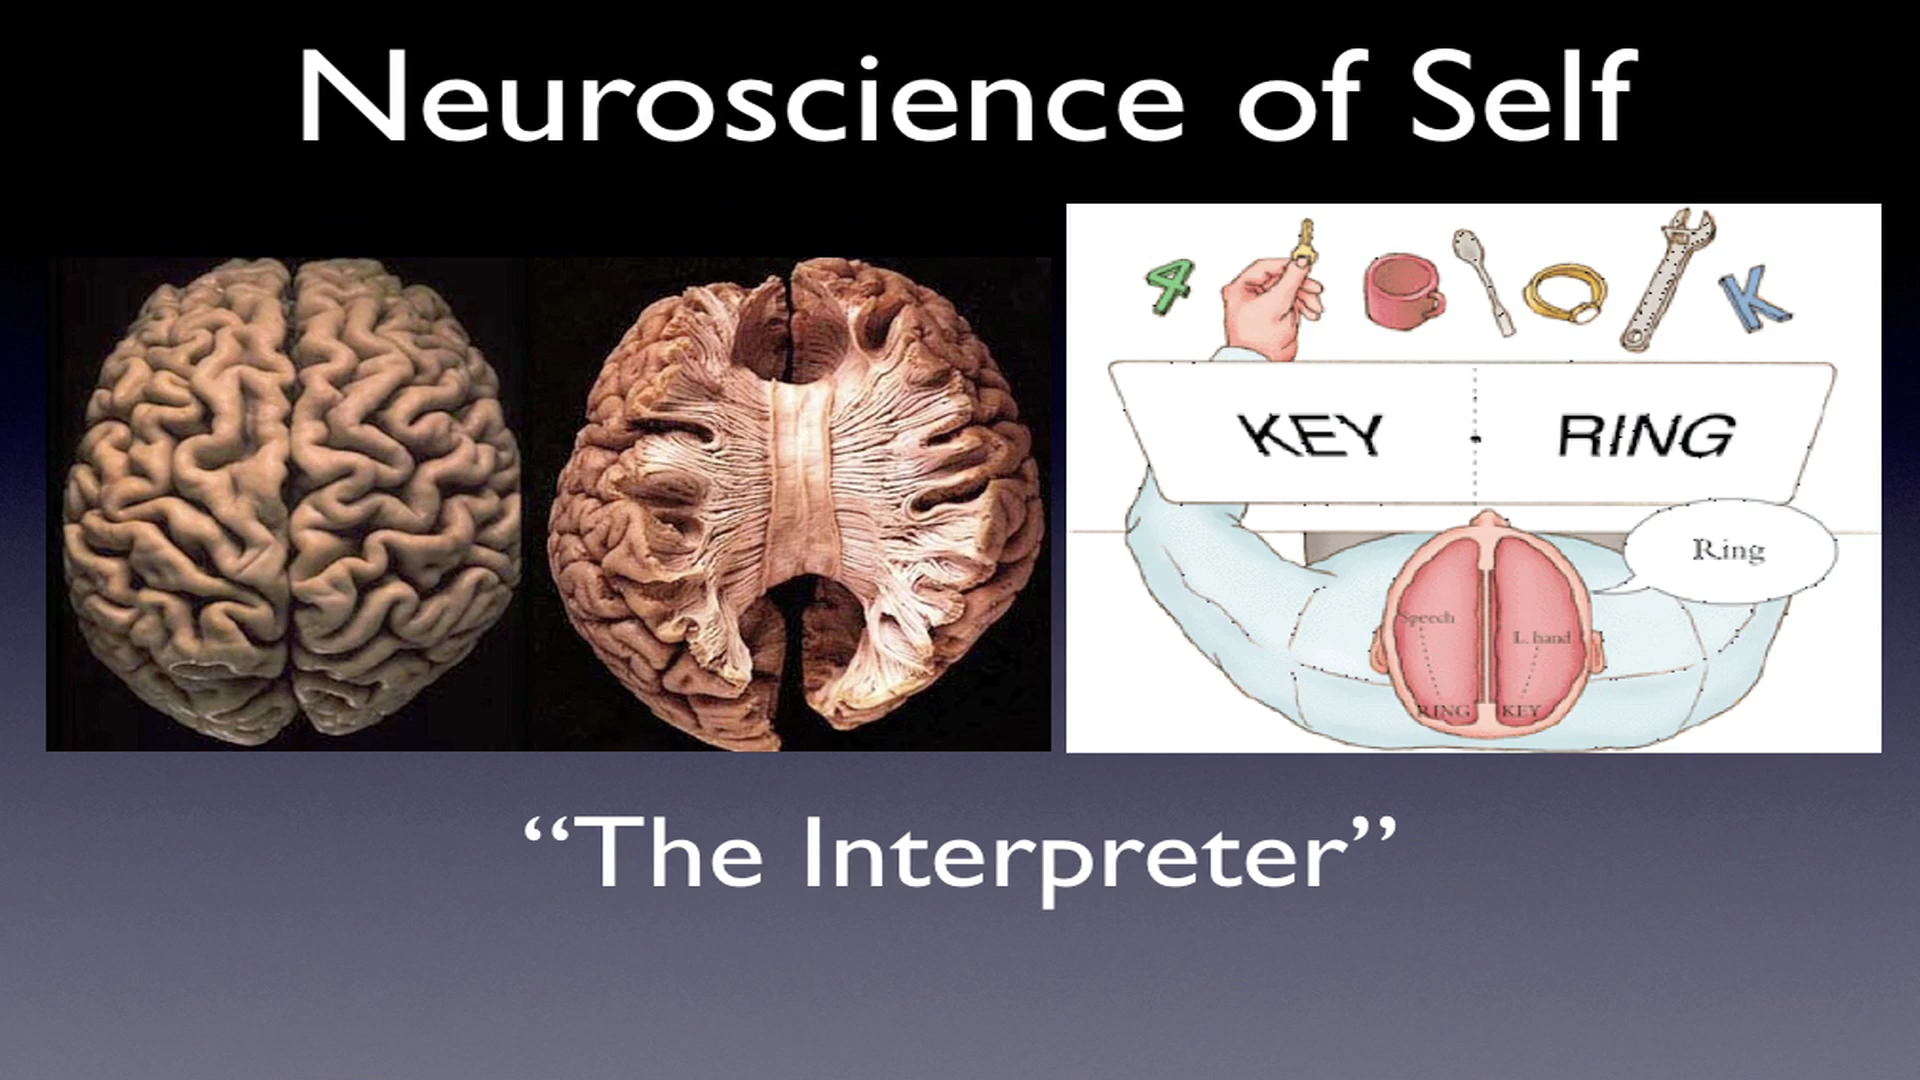 Neuroscience of Self
4
K
KEY RING
Ring
Speech
L. hand
RING KEY
“The Interpreter”